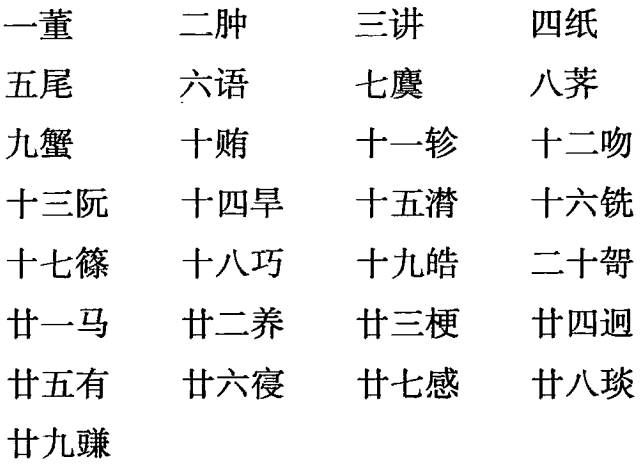 一董 二肿 三讲 四纸
五尾 六语 七麌 八荠
九蟹 十贿 十一轸 十二吻
十三阮 十四旱 十五潸 十六铣
十七篠 十八巧 十九皓 二十哿
廿一马 廿二养 廿三梗 廿四迥
廿五有 廿六寑 廿七感 廿八琰
廿九豏